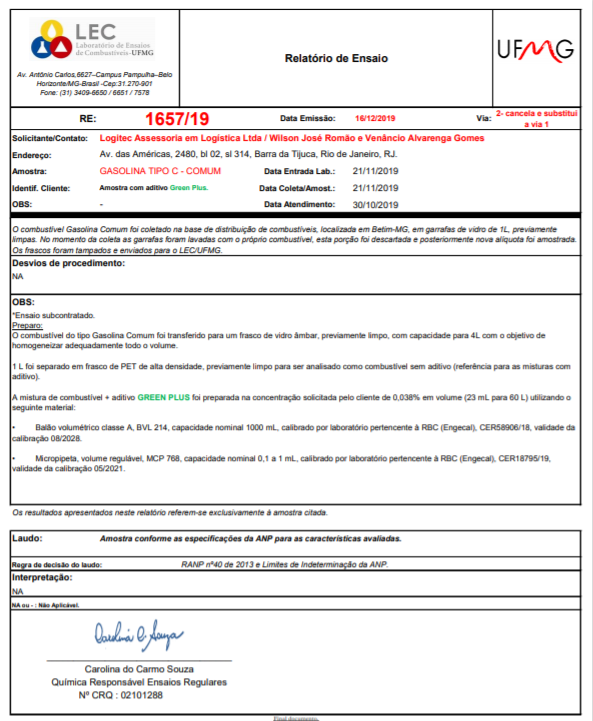 LEC
Laboratório de Ensaios
de Combustíveis-UFMG
Av. Antônio Carlos,6627–Campus Pampulha–Belo
Horizonte/MG-Brasil -Cep:31.270-901
Fone: (31) 3409-6650 / 6651 / 7578
Relatório de Ensaio
UFMG
RE: 1657/19 Data Emissão: 16/12/2019 Via: 2- cancela e substitui
a via 1
Solicitante/Contato: Logitec Assessoria em Logística Ltda / Wilson José Romão e Venâncio Alvarenga Gomes
Endereço: Av. das Américas, 2480, bl 02, sl 314, Barra da Tijuca, Rio de Janeiro, RJ.
Amostra: GASOLINA TIPO C - COMUM Data Entrada Lab.: 21/11/2019
Identif. Cliente: Amostra com aditivo Green Plus. Data Coleta/Amost.: 21/11/2019
OBS: - Data Atendimento: 30/10/2019
O combustível Gasolina Comum foi coletado na base de distribuição de combustíveis, localizada em Betim-MG, em garrafas de vidro de 1L, previamente
limpas. No momento da coleta as garrafas foram lavadas com o próprio combustível, esta porção foi descartada e posteriormente nova alíquota foi amostrada.
Os frascos foram tampados e enviados para o LEC/UFMG.
Desvios de procedimento:
NA
OBS:
*Ensaio subcontratado.
Preparo:
O combustível do tipo Gasolina Comum foi transferido para um frasco de vidro âmbar, previamente limpo, com capacidade para 4L com o objetivo de
homogeneizar adequadamente todo o volume.
1 L foi separado em frasco de PET de alta densidade, previamente limpo para ser analisado como combustível sem aditivo (referência para as misturas com
aditivo).
A mistura de combustível + aditivo GREEN PLUS foi preparada na concentração solicitada pelo cliente de 0,038% em volume (23 mL para 60 L) utilizando o
seguinte material:
• Balão volumétrico classe A, BVL 214, capacidade nominal 1000 mL, calibrado por laboratório pertencente à RBC (Engecal), CER58906/18, validade da
calibração 08/2028.
• Micropipeta, volume regulável, MCP 768, capacidade nominal 0,1 a 1 mL, calibrado por laboratório pertencente à RBC (Engecal), CER18795/19,
validade da calibração 05/2021.
Os resultados apresentados neste relatório referem-se exclusivamente à amostra citada.
Laudo: Amostra conforme as especificações da ANP para as características avaliadas.
Regra de decisão do laudo: RANP nº40 de 2013 e Limites de Indeterminação da ANP.
Interpretação:
NA
NA ou - : Não Aplicável.
Carolina C. Souza
Carolina do Carmo Souza
Química Responsável Ensaios Regulares
Nº CRQ : 02101288
Final documento.